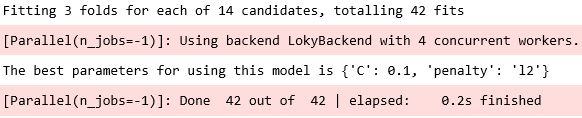 Fitting 3 folds for each of 14 candidates, totalling 42 fits
[Parallel(n_jobs=-1)]: Using backend LokyBackend with 4 concurrent workers.
The best parameters for using this model is {'C': 0.1, 'penalty': 'l2'}
[Parallel(n_jobs=-1)]: Done  42 out of  42 | elapsed:    0.2s finished